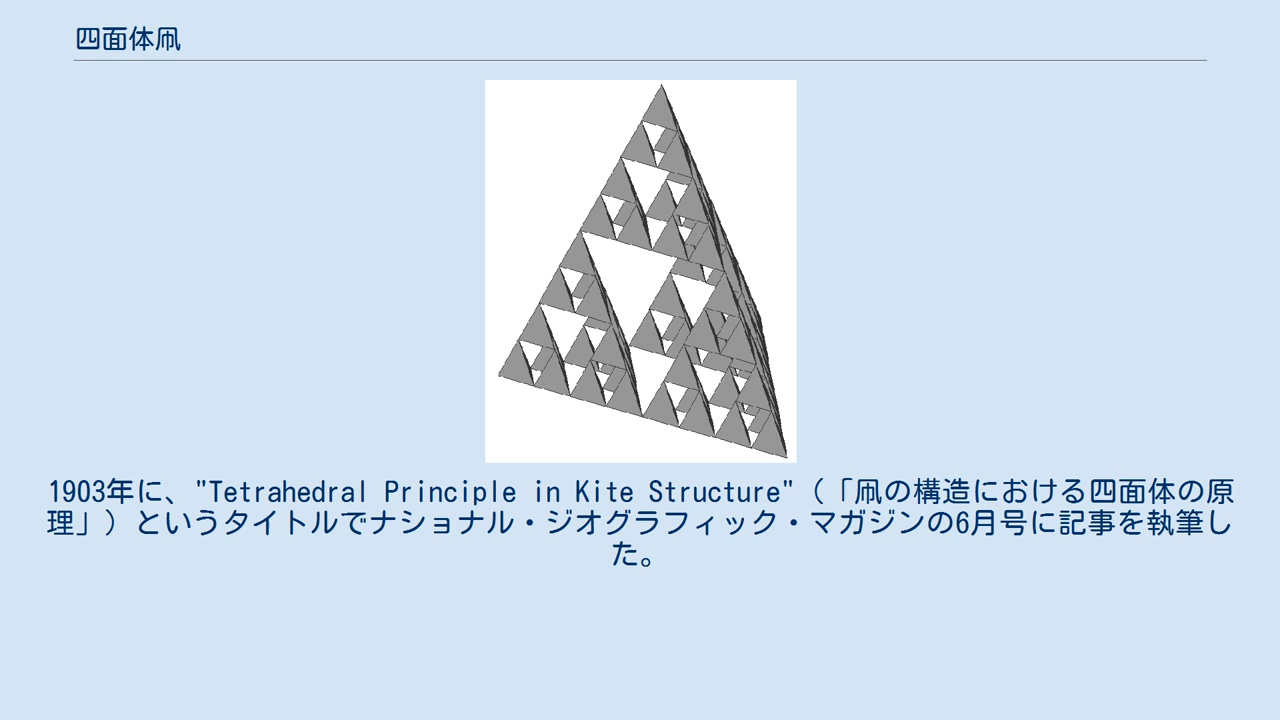 四面体凧
1903年に、"Tetrahedral Principle in Kite Structure"（「凧の構造における四面体の原
理」）というタイトルでナショナル・ジオグラフィック・マガジンの6月号に記事を執筆し
た。